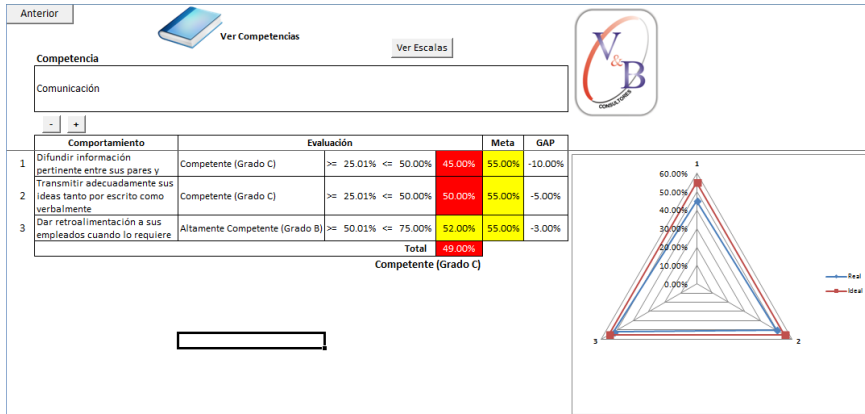 Anterior
Ver Competencias
Ver Escalas
V&B
CONSULTORES
Competencia
Comunicación
- +
Comportamiento Evaluación Meta GAP
1 Difundir información pertinente entre sus pares y Competente (Grado C) >= 25.01% <= 50.00% 45.00% 55.00% -10.00%
2 Transmitir adecuadamente sus ideas tanto por escrito como verbalmente Competente (Grado C) >= 25.01% <= 50.00% 50.00% 55.00% -5.00%
3 Dar retroalimentación a sus empleados cuando lo requiere Altamente Competente (Grado B) >= 50.01% <= 75.00% 52.00% 55.00% -3.00%
Total 49.00%
Competente (Grado C)
1
60.00%
50.00%
40.00%
30.00%
20.00%
10.00%
0.00%
3
2
Real
Ideal